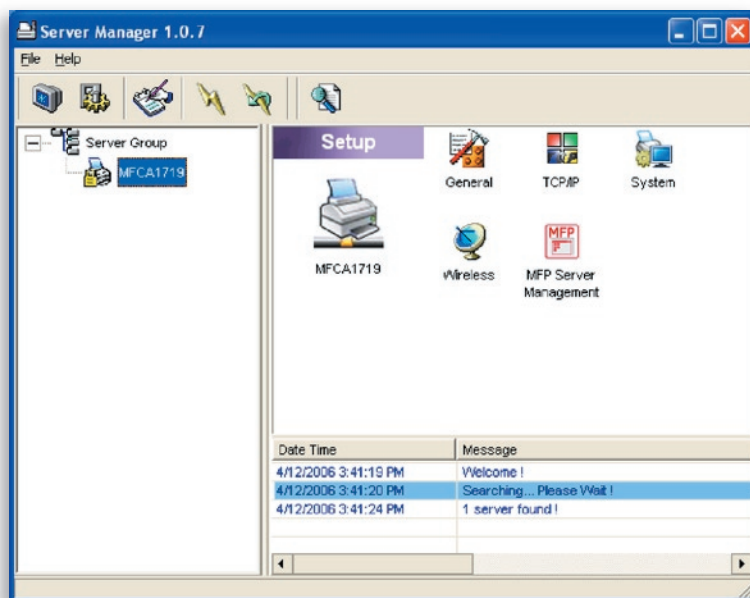 Server Manager 1.0.7
File Help
Server Group
MFCA1719
Setup
MFCA1719
General
TCP/IP
System
Wireless
MFP
MFP Server
Management
Date Time Message
4/12/2006 3:41:19 PM Welcome !
4/12/2006 3:41:20 PM Searching... Please Wait !
4/12/2006 3:41:24 PM 1 server found !